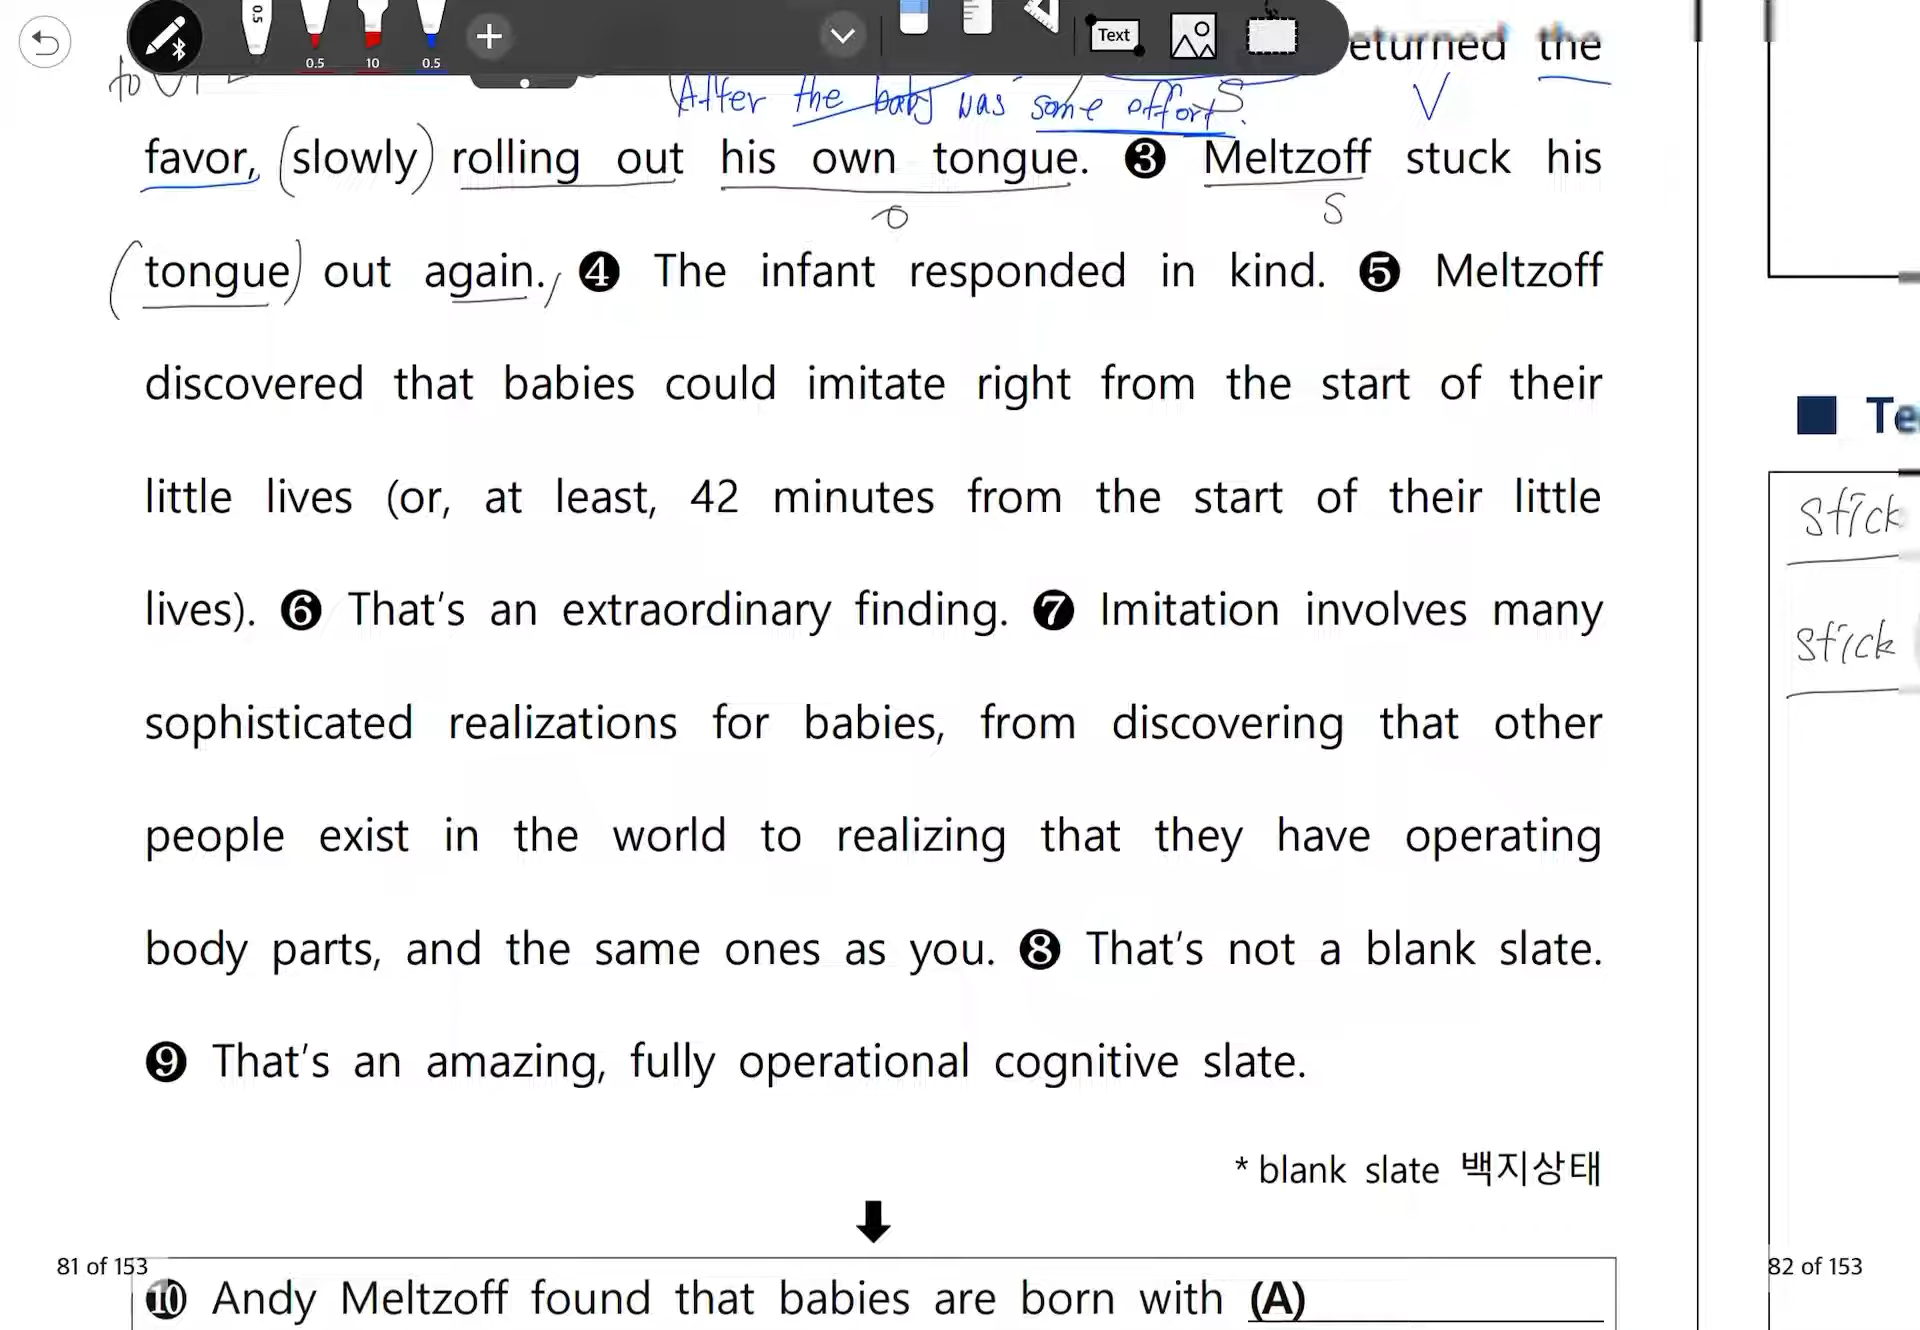 0.5
0.5
10
0.5
Text
eturned the
After the baby was some effort.
S
V
favor, (slowly) rolling out his own tongue. ❸ Meltzoff stuck his
o
S
(tongue) out again. ❹ The infant responded in kind. ❺ Meltzoff
discovered that babies could imitate right from the start of their
little lives (or, at least, 42 minutes from the start of their little
lives). ❻ That's an extraordinary finding. ❼ Imitation involves many
sophisticated realizations for babies, from discovering that other
people exist in the world to realizing that they have operating
body parts, and the same ones as you. ❽ That's not a blank slate.
❾ That's an amazing, fully operational cognitive slate.
* blank slate 백지상태
81 of 153
❿ Andy Meltzoff found that babies are born with (A)
Te
stick
stick
82 of 153